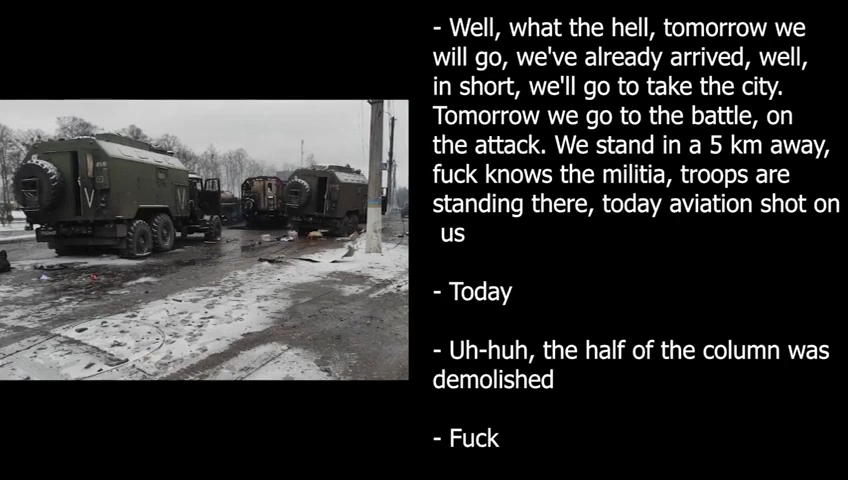 - Well, what the hell, tomorrow we
will go, we've already arrived, well,
in short, we'll go to take the city.
Tomorrow we go to the battle, on
the attack. We stand in a 5 km away,
fuck knows the militia, troops are
standing there, today aviation shot on
us
- Today
- Uh-huh, the half of the column was
demolished
- Fuck
V
V